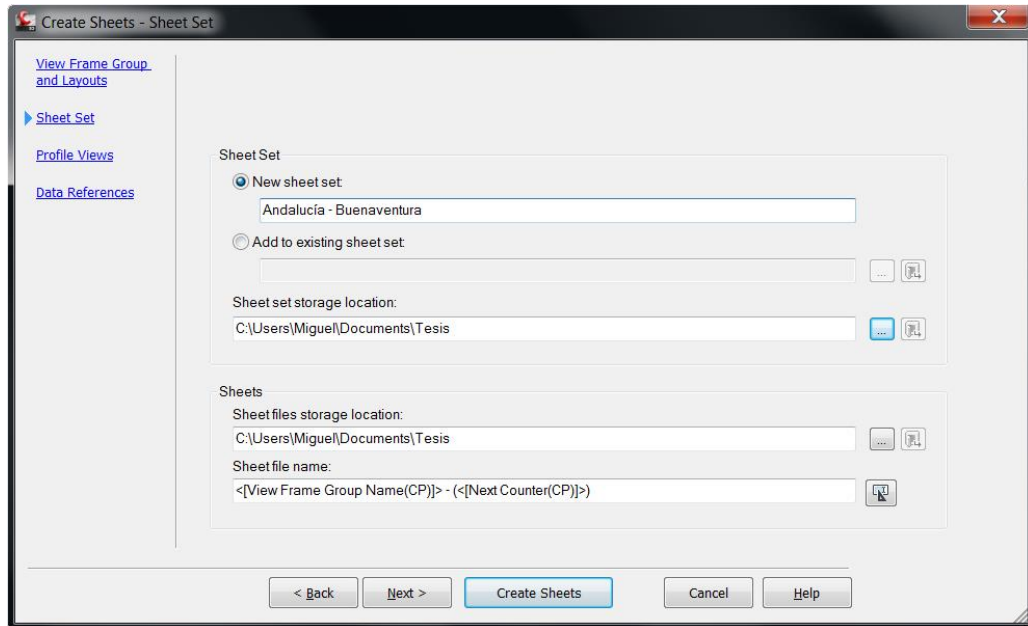 Create Sheets - Sheet Set
View Frame Group
and Layouts
Sheet Set
Profile Views
Data References
Sheet Set
New sheet set:
Andalucía - Buenaventura
Add to existing sheet set:
...
Sheet set storage location:
C:\Users\Miguel\Documents\Tesis
...
Sheets
Sheet files storage location:
C:\Users\Miguel\Documents\Tesis
...
Sheet file name:
<[View Frame Group Name(CP)]> - (<[Next Counter(CP)]>)
< Back
Next >
Create Sheets
Cancel
Help